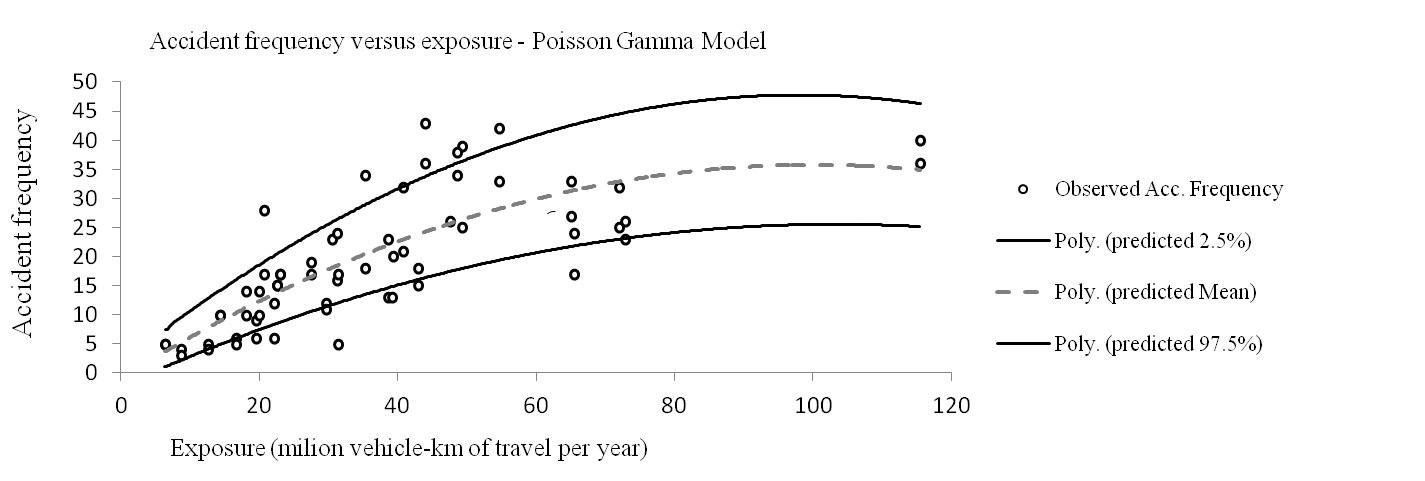 Accident frequency versus exposure - Poisson Gamma Model
Accident frequency
50
45
40
35
30
25
20
15
10
5
0
0 20 40 60 80 100 120
Exposure (milion vehicle-km of travel per year)
Observed Acc. Frequency
Poly. (predicted 2.5%)
Poly. (predicted Mean)
Poly. (predicted 97.5%)